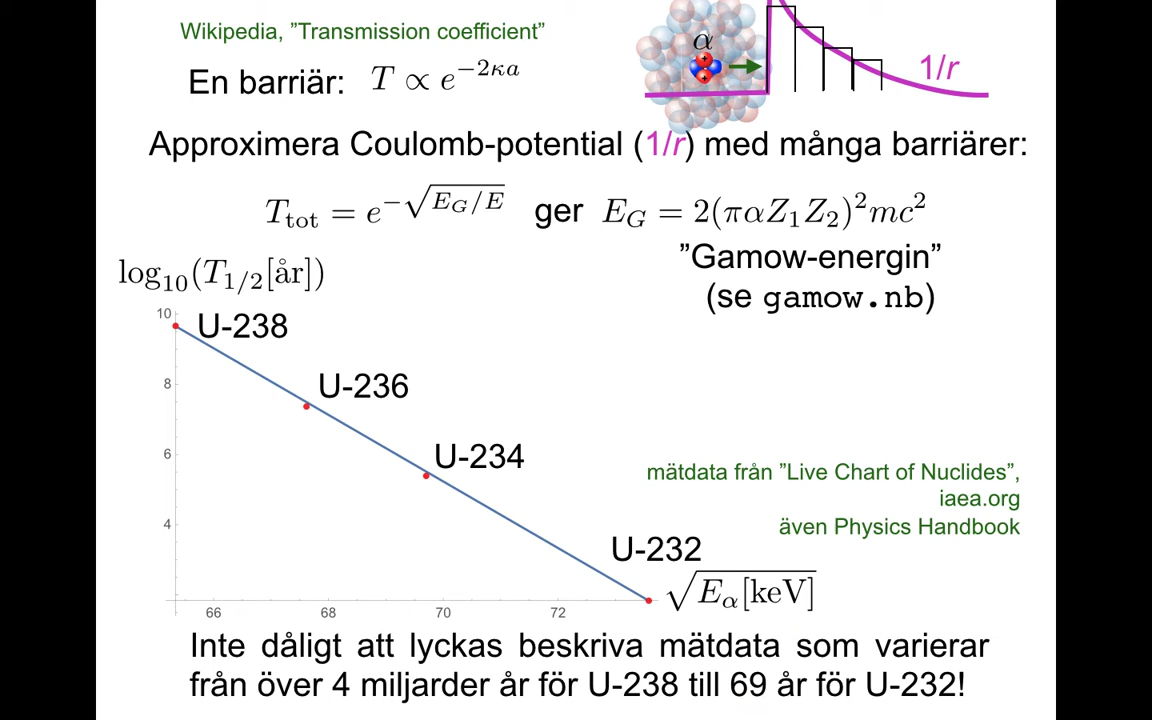 Wikipedia, ”Transmission coefficient”
En barriär: T ∝ e^{−2κa}
α
1/r
Approximera Coulomb-potential (1/r) med många barriärer:
T_tot = e^{−√(E_G/E)} ger E_G = 2(παZ₁Z₂)²mc²
”Gamow-energin”
(se gamow.nb)
log₁₀(T_{1/2}[år])
10
U-238
8
U-236
6
U-234
mätdata från ”Live Chart of Nuclides”,
iaea.org
även Physics Handbook
4
U-232
√(E_α[keV])
66 68 70 72
Inte dåligt att lyckas beskriva mätdata som varierar
från över 4 miljarder år för U-238 till 69 år för U-232!